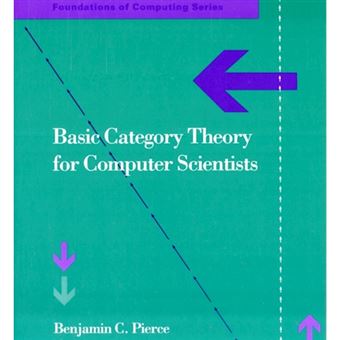 Foundations of Computing Series
Basic Category Theory
for Computer Scientists
Benjamin C. Pierce